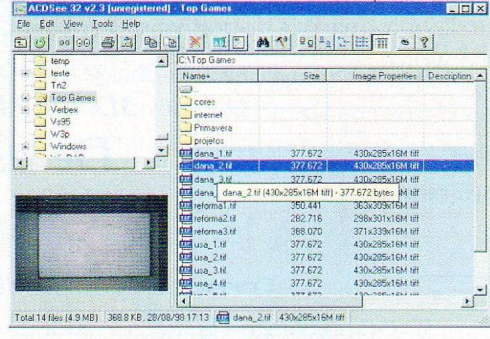 ACDSee 32 v2.3 [unregistered] - Top Games
File Edit View Tools Help
temp
teste
Tn2
Top Games
Verbex
Vs95
W3p
Windows
C:\Top Games
Name+ Size Image Properties Description
..
cores
internet
Primavera
projetos
dana_1.tif 377.672 430x285x16M tiff
dana_2.tif 377.672 430x285x16M tiff
dana_3.tif 377.672 430x285x16M tiff
dana_ dana_2.tif (430x285x16M tiff) - 377.672 bytes M tiff
reforma1.tif 350.441 363x309x16M tiff
reforma2.tif 282.716 298x301x16M tiff
reforma3.tif 388.070 371x339x16M tiff
usa_1.tif 377.672 430x285x16M tiff
usa_2.tif 377.672 430x285x16M tiff
usa_3.tif 377.672 430x285x16M tiff
usa_4.tif 377.672 430x285x16M tiff
Total 14 files (4.9 MB) 368.8 KB, 28/08/98 17:13 dana_2.tif 430x285x16M tiff